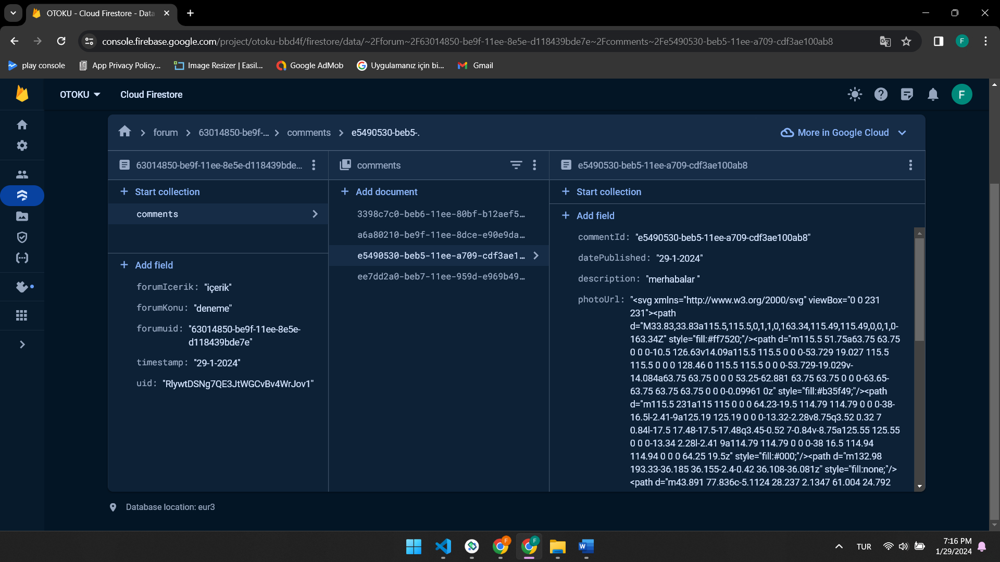 OTOKU - Cloud Firestore - Data
console.firebase.google.com/project/otoku-bbd4f/firestore/data/~2Fforum~2F63014850-be9f-11ee-8e5e-d118439bde7e~2Fcomments~2Fe5490530-beb5-11ee-a709-cdf3ae100ab8
F
play console
App Privacy Policy...
Image Resizer | Easil...
Google AdMob
Uygulamanız için bi...
Gmail
OTOKU
Cloud Firestore
F
forum
63014850-be9f-...
comments
e5490530-beb5-.
More in Google Cloud
63014850-be9f-11ee-8e5e-d118439bde...
comments
e5490530-beb5-11ee-a709-cdf3ae100ab8
Start collection
comments
Add field
forumIcerik: "içerik"
forumKonu: "deneme"
forumuid: "63014850-be9f-11ee-8e5e-
d118439bde7e"
timestamp: "29-1-2024"
uid: "RlywtDSNg7QE3JtWGCvBv4WrJov1"
Add document
3398c7c0-beb6-11ee-80bf-b12aef5…
a6a80210-be9f-11ee-8dce-e90e9da…
e5490530-beb5-11ee-a709-cdf3ae1…
ee7dd2a0-beb7-11ee-959d-e969b49…
Start collection
Add field
commentId: "e5490530-beb5-11ee-a709-cdf3ae100ab8"
datePublished: "29-1-2024"
description: "merhabalar "
photoUrl: "<svg xmlns="http://www.w3.org/2000/svg" viewBox="0 0 231
231"><path
d="M33.83,33.83a115.5,115.5,0,1,1,0,163.34,115.49,115.49,0,0,1,0-
163.34Z" style="fill:#ff7520;"/><path d="m115.5 51.75a63.75 63.75
0 0 0-10.5 126.63v14.09a115.5 115.5 0 0 0-53.729 19.027 115.5
115.5 0 0 0 128.46 0 115.5 115.5 0 0 0-53.729-19.029v-
14.084a63.75 63.75 0 0 0 53.25-62.881 63.75 63.75 0 0 0-63.65-
63.75 63.75 63.75 0 0 0-0.09961 0z" style="fill:#b35f49;"/><path
d="m115.5 231a115 115 0 0 0 64.23-19.5 114.79 114.79 0 0 0-38-
16.5l-2.41-9a125.19 125.19 0 0 0-13.32-2.28v8.75q3.52 0.32 7
0.84l-17.5 17.48-17.5-17.48q3.45-0.52 7-0.84v-8.75a125.55 125.55
0 0 0-13.34 2.28l-2.41 9a114.79 114.79 0 0 0-38 16.5 114.94
114.94 0 0 0 64.25 19.5z" style="fill:#000;"/><path d="m132.98
193.33-36.185 36.155-2.4-0.42 36.108-36.081z" style="fill:none;"/>
<path d="m43.891 77.836c-5.1124 28.237 2.1347 61.004 24.792
Database location: eur3
F
F
W
TUR
7:16 PM
1/29/2024